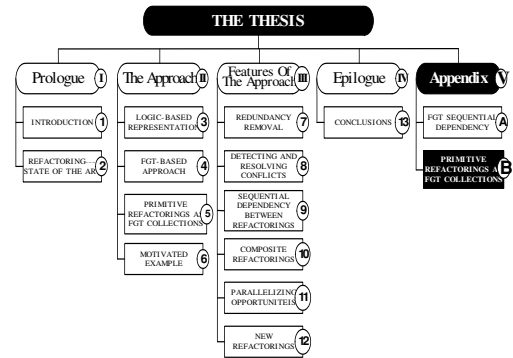 THE THESIS
Prologue I
INTRODUCTION 1
REFACTORING
STATE OF THE AR 2
The Approach II
LOGIC-BASED
REPRESENTATION 3
FGT-BASED
APPROACH 4
PRIMITIVE
REFACTORINGS A
FGT COLLECTIONS 5
MOTIVATED
EXAMPLE 6
Features Of
The Approach III
REDUNDANCY
REMOVAL 7
DETECTING AND
RESOLVING
CONFLICTS 8
SEQUENTIAL
DEPENDENCY
BETWEEN
REFACTORINGS 9
COMPOSITE
REFACTORINGS 10
PARALLELIZING
OPPORTUNITEIS 11
NEW
REFACTORINGS 12
Epilogue IV
CONCLUSIONS 13
Appendix V
FGT SEQUENTIAL
DEPENDENCY A
PRIMITIVE
REFACTORINGS A
FGT COLLECTIONS B